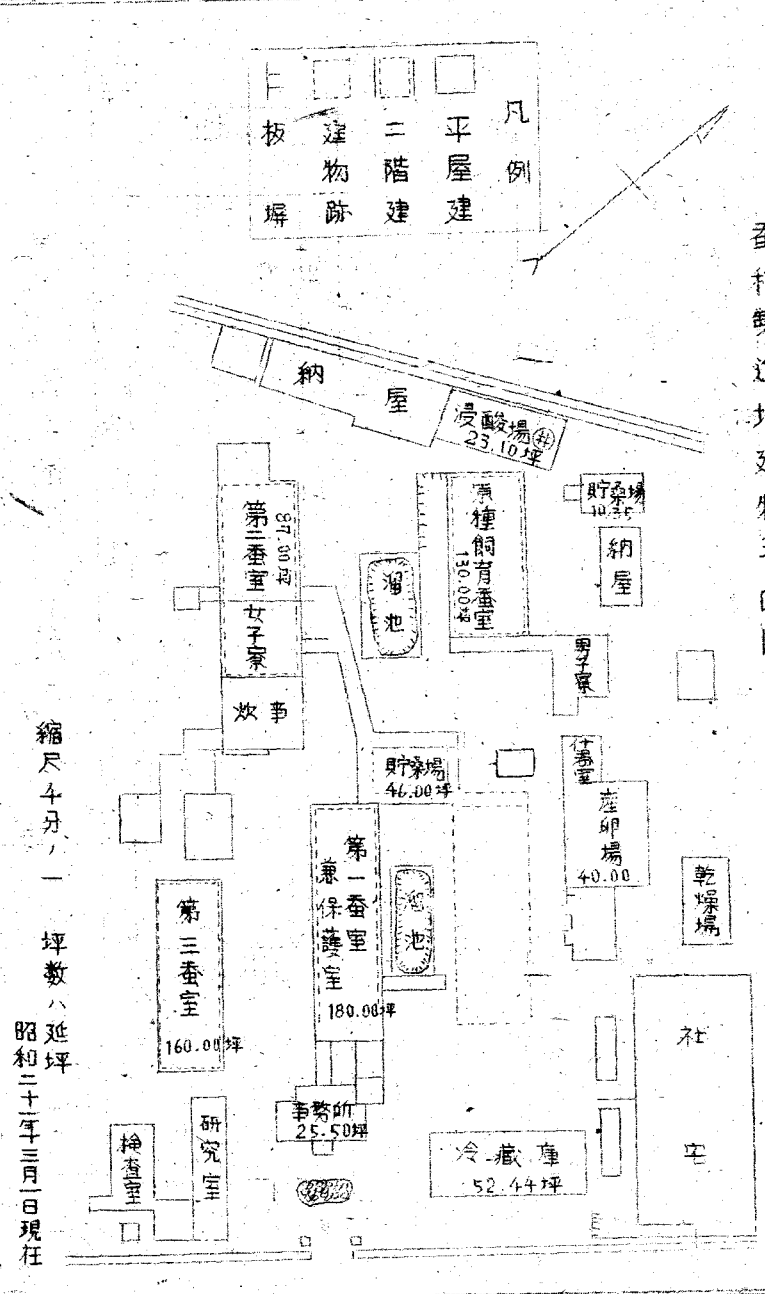 凡例
平屋建
二階建
建物跡
板塀
納屋
浸酸場 井
23.10坪
貯桑場
納屋
原種飼育蚕室
130.00坪
溜池
第二蚕室 女子寮
87.00坪
炊事
男子寮
貯桑場
46.00坪
産卵場
40.00
乾燥場
第一蚕室
兼保護室
180.00坪
溜池
第三蚕室
160.00坪
社宅
事務所
25.50坪
冷蔵庫
52.44坪
研究室
検査室
縮尺千分ノ一 坪数ハ延坪
昭和二十一年三月一日現在